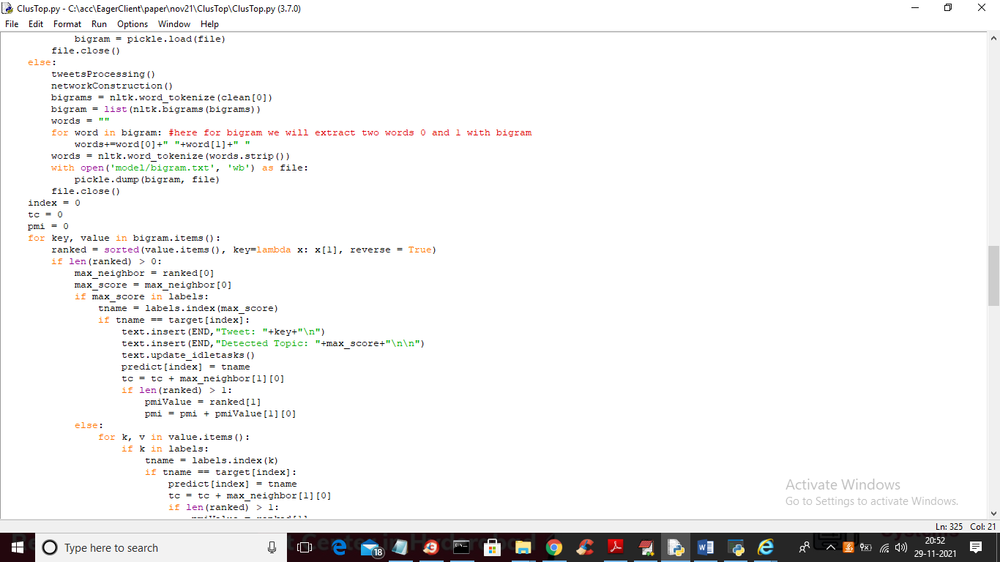 ClusTop.py - C:\acc\EagerClient\paper\nov21\ClusTop\ClusTop.py (3.7.0)
File Edit Format Run Options Window Help
            bigram = pickle.load(file)
        file.close()
    else:
        tweetsProcessing()
        networkConstruction()
        bigrams = nltk.word_tokenize(clean[0])
        bigram = list(nltk.bigrams(bigrams))
        words = ""
        for word in bigram: #here for bigram we will extract two words 0 and 1 with bigram
            words+=word[0]+" "+word[1]+" "
        words = nltk.word_tokenize(words.strip())
        with open('model/bigram.txt', 'wb') as file:
            pickle.dump(bigram, file)
        file.close()
    index = 0
    tc = 0
    pmi = 0
    for key, value in bigram.items():
        ranked = sorted(value.items(), key=lambda x: x[1], reverse = True)
        if len(ranked) > 0:
            max_neighbor = ranked[0]
            max_score = max_neighbor[0]
            if max_score in labels:
                tname = labels.index(max_score)
                if tname == target[index]:
                    text.insert(END,"Tweet: "+key+"\n")
                    text.insert(END,"Detected Topic: "+max_score+"\n\n")
                    text.update_idletasks()
                    predict[index] = tname
                    tc = tc + max_neighbor[1][0]
                    if len(ranked) > 1:
                        pmiValue = ranked[1]
                        pmi = pmi + pmiValue[1][0]
            else:
                for k, v in value.items():
                    if k in labels:
                        tname = labels.index(k)
                        if tname == target[index]:
                            predict[index] = tname
                            tc = tc + max_neighbor[1][0]
                            if len(ranked) > 1:
Activate Windows
Go to Settings to activate Windows.
Ln: 325 Col: 21
Type here to search
18
20:52
29-11-2021